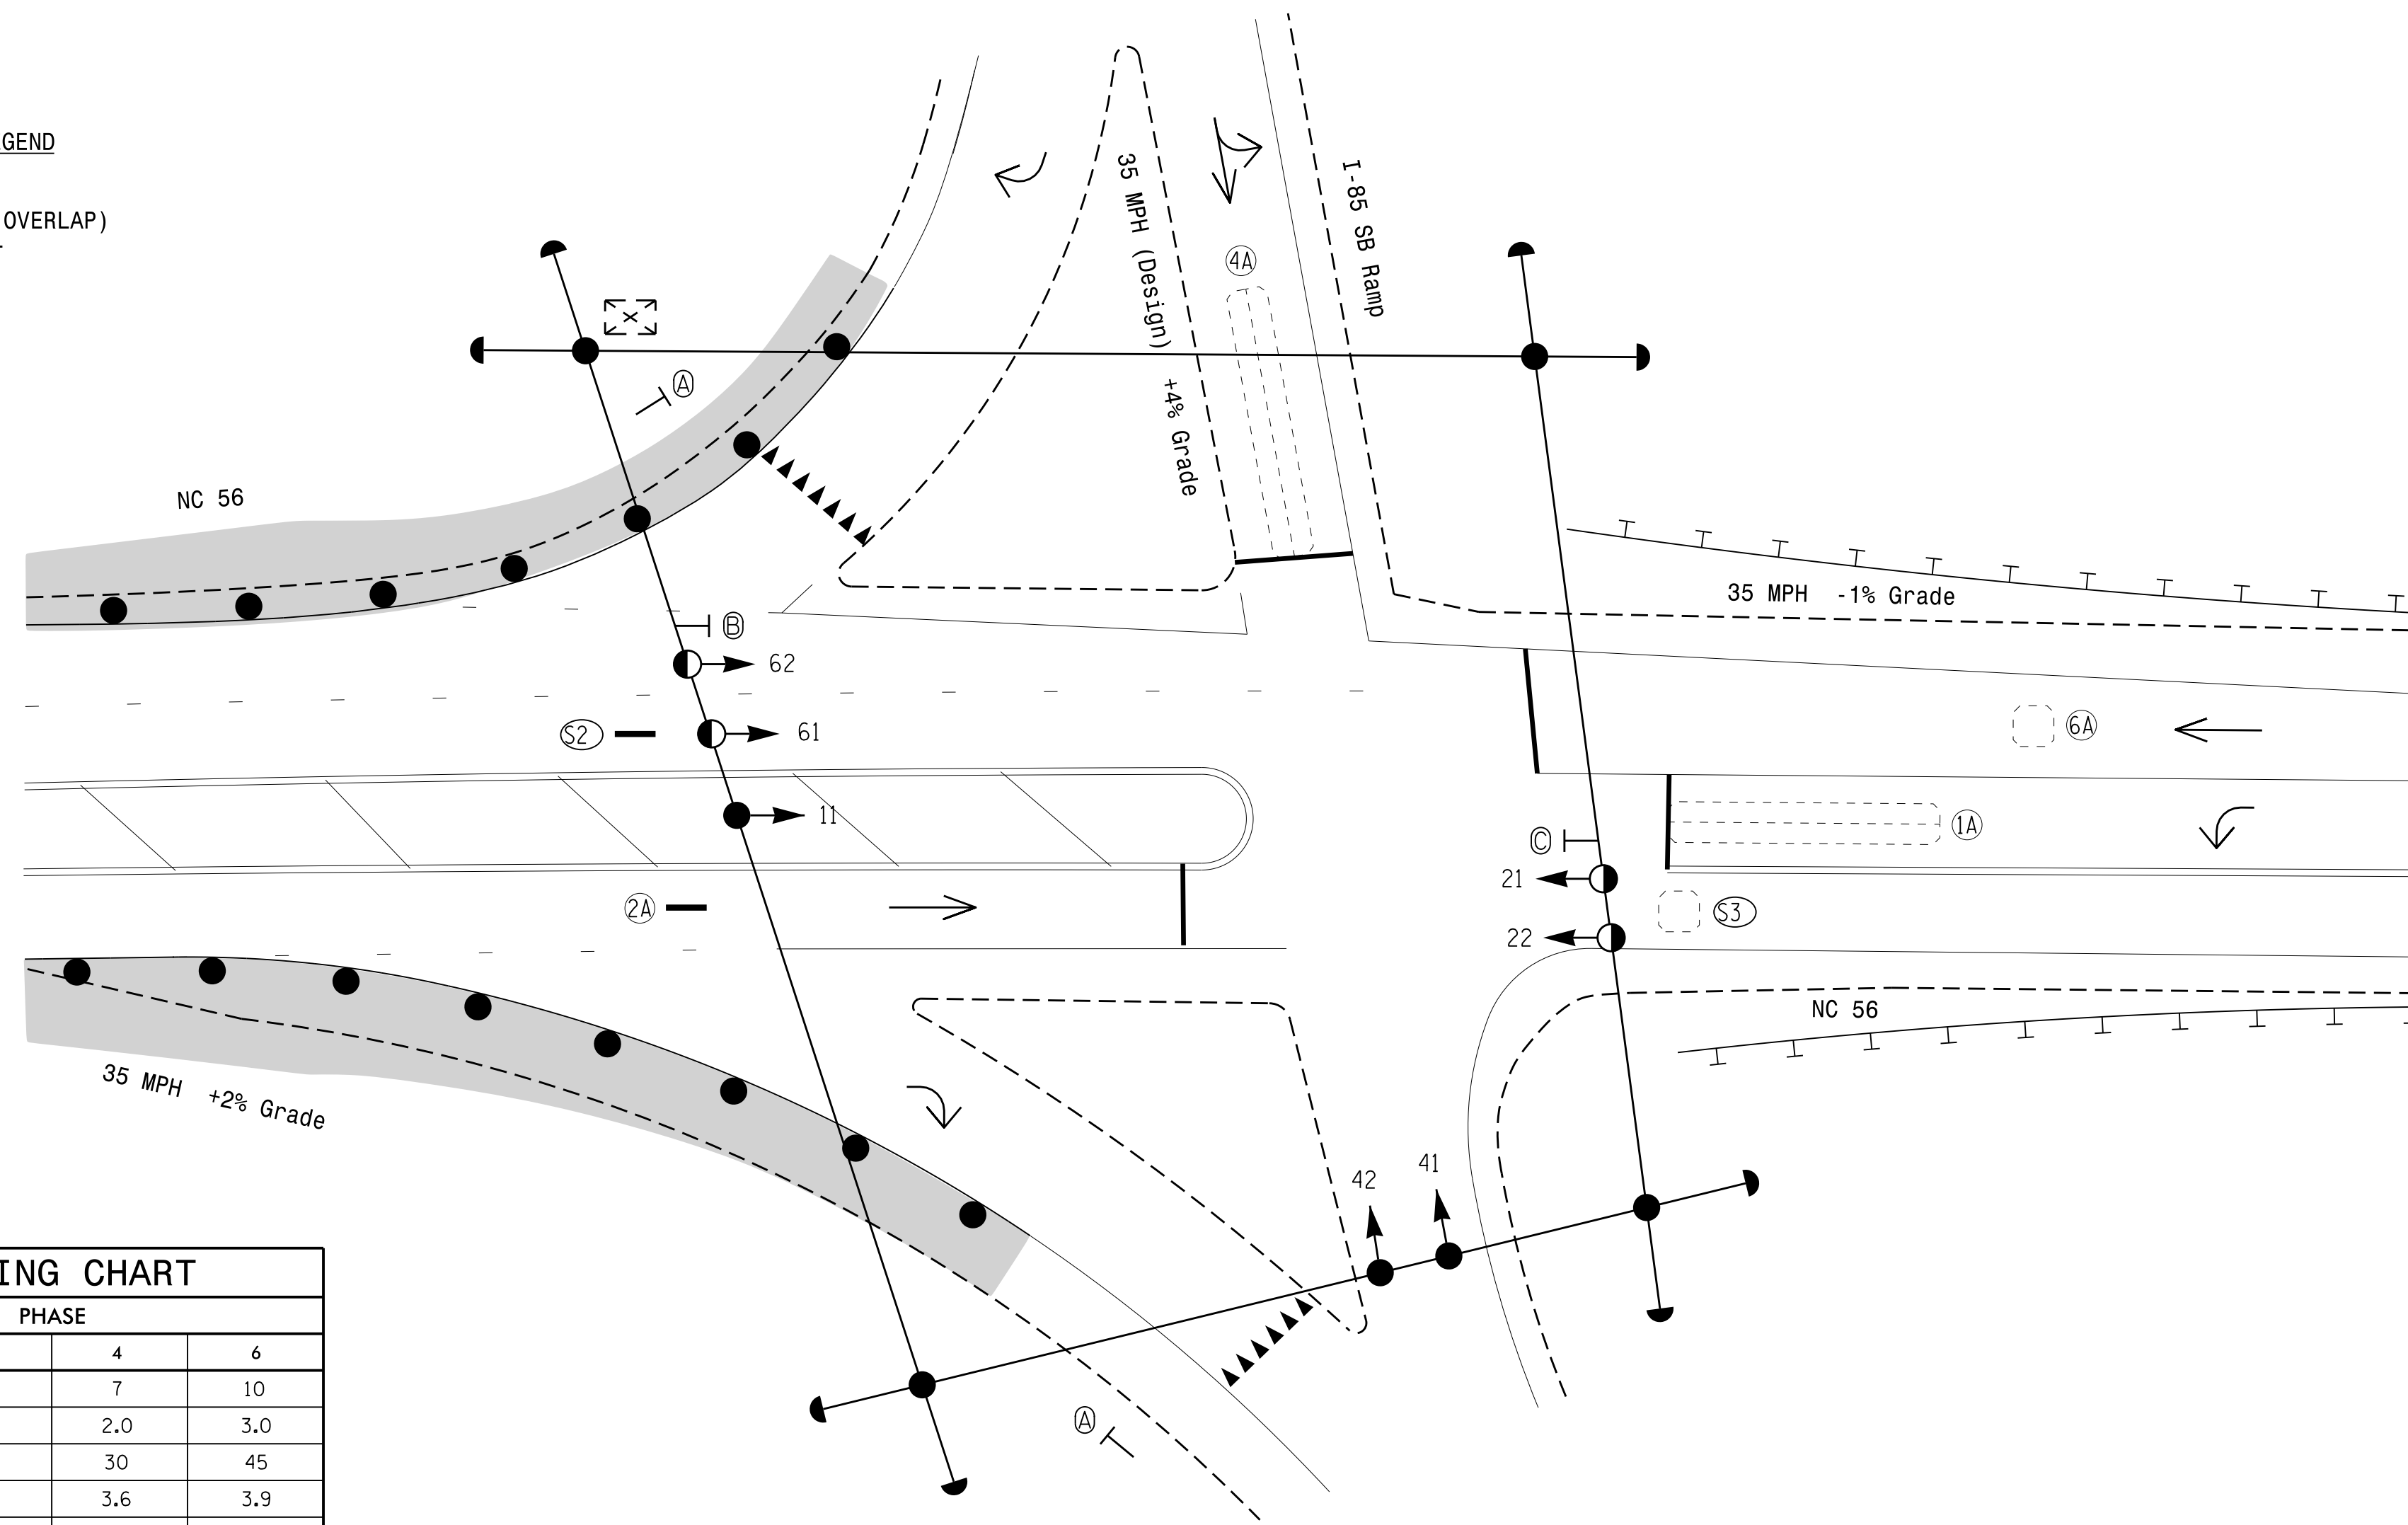 GEND
OVERLAP)
I-85 SB Ramp
35 MPH (Design) +4% Grade
4A
x
A
NC 56
35 MPH -1% Grade
B
62
S2
61
6A
11
C
1A
21
2A
S3
22
NC 56
35 MPH +2% Grade
42
41
A
ING CHART
PHASE
4 6
7 10
2.0 3.0
30 45
3.6 3.9